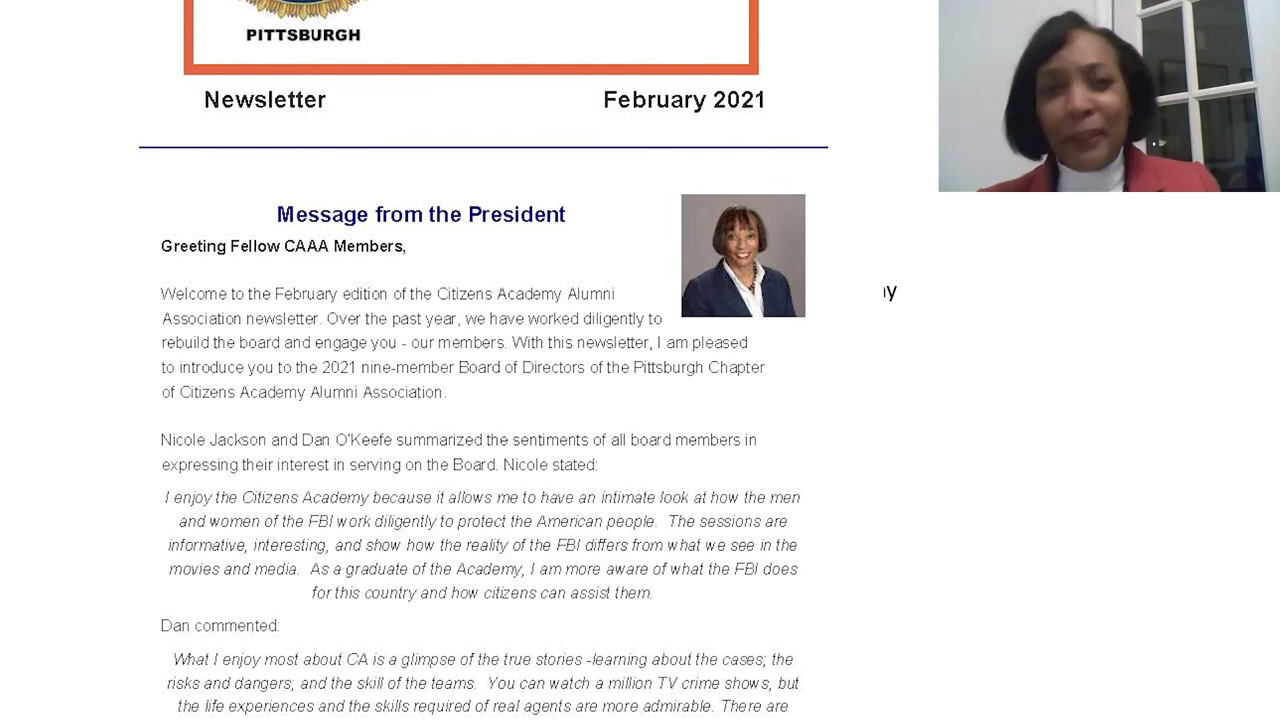 PITTSBURGH
Newsletter February 2021
Message from the President
Greeting Fellow CAAA Members,
Welcome to the February edition of the Citizens Academy Alumni
Association newsletter. Over the past year, we have worked diligently to
rebuild the board and engage you - our members. With this newsletter, I am pleased
to introduce you to the 2021 nine-member Board of Directors of the Pittsburgh Chapter
of Citizens Academy Alumni Association.
Nicole Jackson and Dan O'Keefe summarized the sentiments of all board members in
expressing their interest in serving on the Board. Nicole stated:
I enjoy the Citizens Academy because it allows me to have an intimate look at how the men
and women of the FBI work diligently to protect the American people. The sessions are
informative, interesting, and show how the reality of the FBI differs from what we see in the
movies and media. As a graduate of the Academy, I am more aware of what the FBI does
for this country and how citizens can assist them.
Dan commented:
What I enjoy most about CA is a glimpse of the true stories -learning about the cases; the
risks and dangers; and the skill of the teams. You can watch a million TV crime shows, but
the life experiences and the skills required of real agents are more admirable. There are